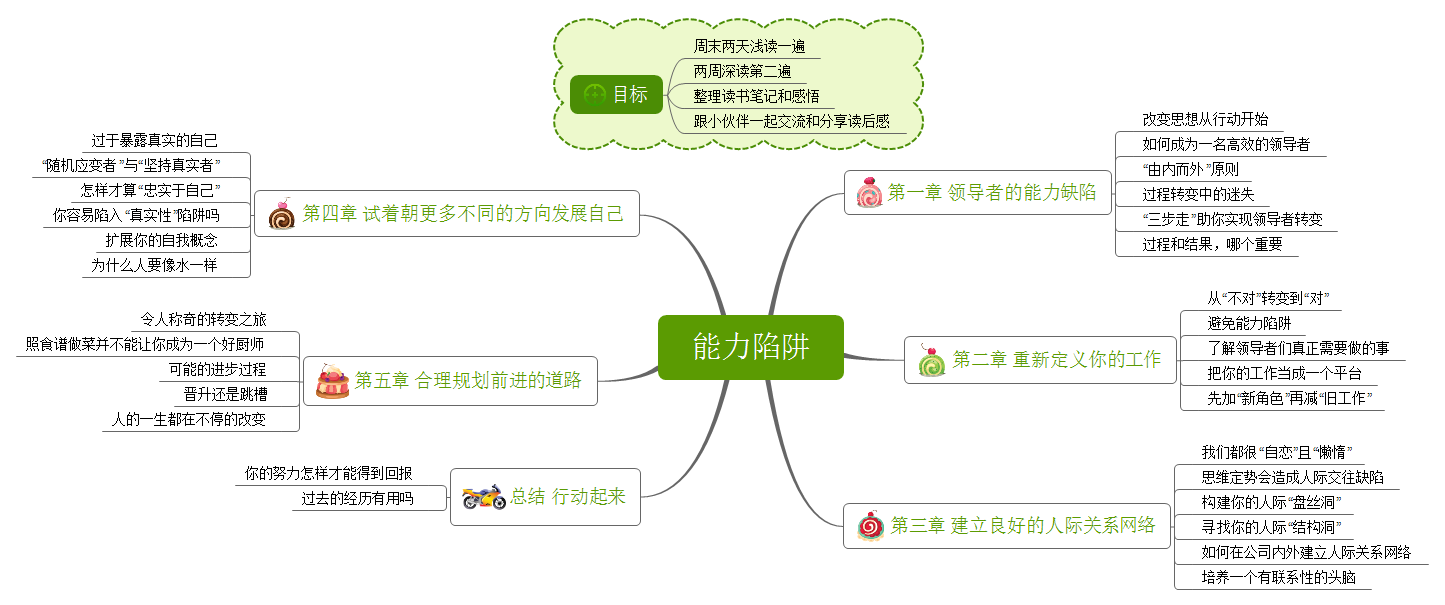 周末两天浅读一遍
两周深读第二遍
目标
整理读书笔记和感悟
跟小伙伴一起交流和分享读后感
能力陷阱
第一章 领导者的能力缺陷
改变思想从行动开始
如何成为一名高效的领导者
“由内而外”原则
过程转变中的迷失
“三步走”助你实现领导者转变
过程和结果，哪个重要
第二章 重新定义你的工作
从“不对”转变到“对”
避免能力陷阱
了解领导者们真正需要做的事
把你的工作当成一个平台
先加“新角色”再减“旧工作”
第三章 建立良好的人际关系网络
我们都很“自恋”且“懒惰”
思维定势会造成人际交往缺陷
构建你的人际“盘丝洞”
寻找你的人际“结构洞”
如何在公司内外建立人际关系网络
培养一个有联系性的头脑
第四章 试着朝更多不同的方向发展自己
过于暴露真实的自己
“随机应变者”与“坚持真实者”
怎样才算“忠实于自己”
你容易陷入“真实性”陷阱吗
扩展你的自我概念
为什么人要像水一样
第五章 合理规划前进的道路
令人称奇的转变之旅
照食谱做菜并不能让你成为一个好厨师
可能的进步过程
晋升还是跳槽
人的一生都在不停的改变
总结 行动起来
你的努力怎样才能得到回报
过去的经历有用吗